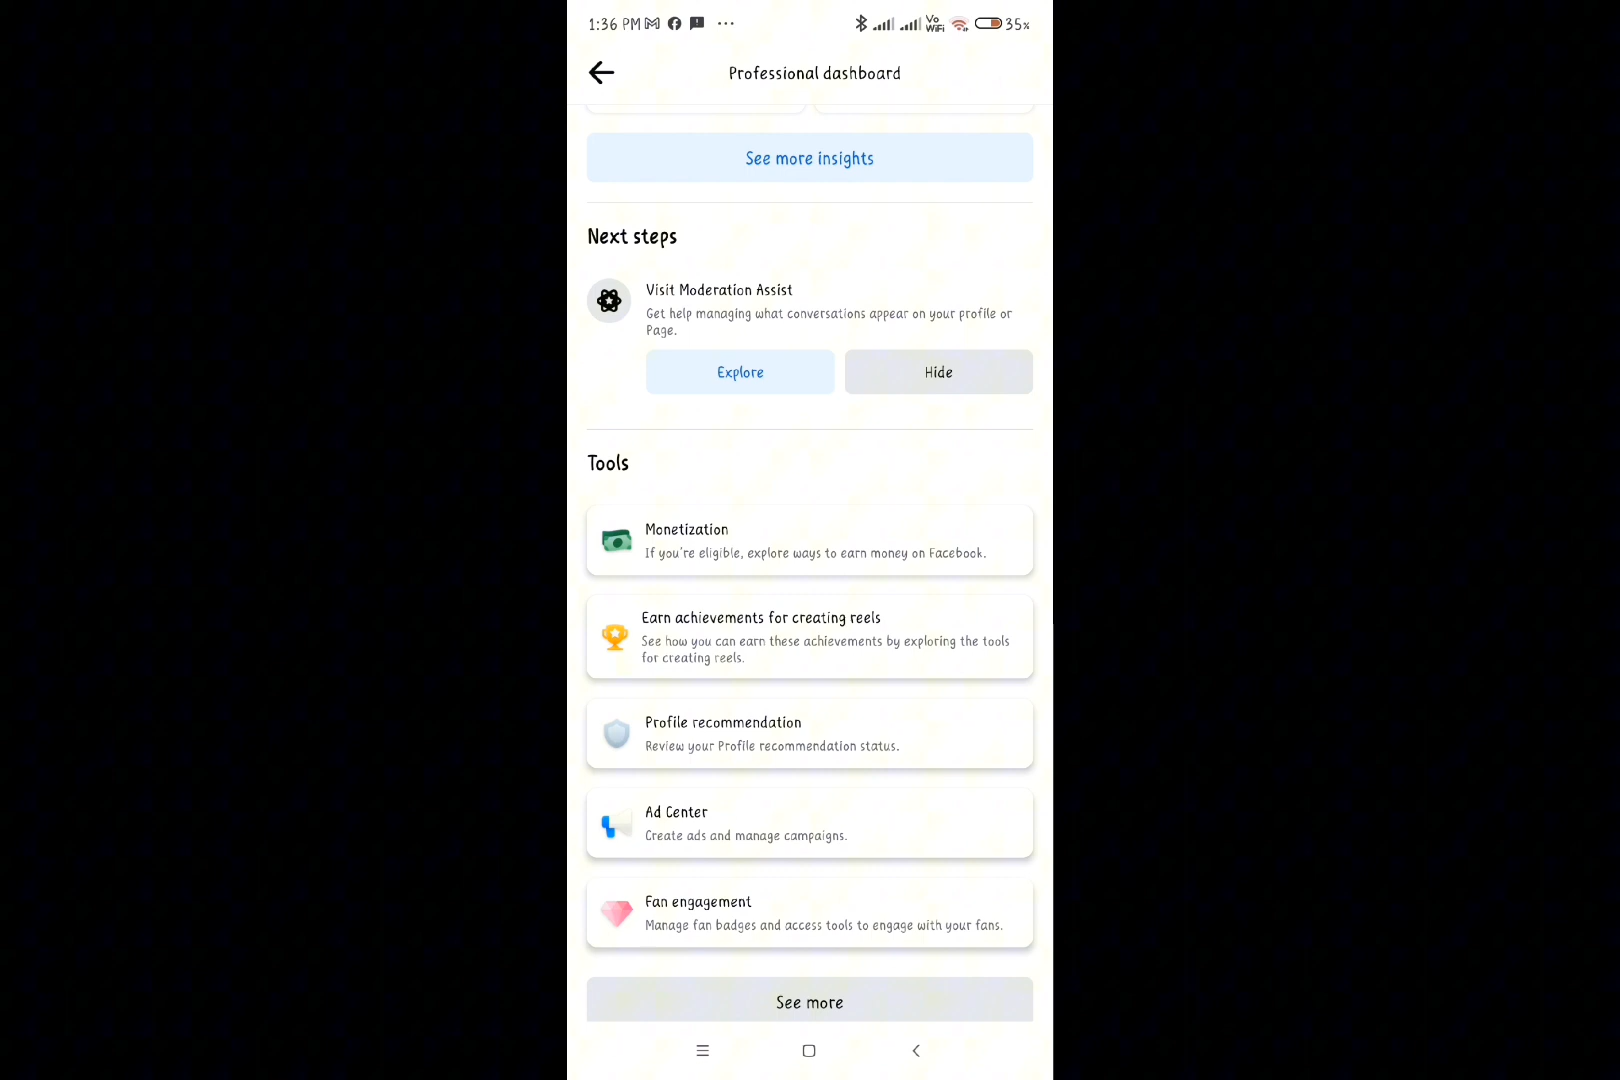 1:36 PM ... Vo WiFi 35%
Professional dashboard
See more insights
Next steps
Visit Moderation Assist
Get help managing what conversations appear on your profile or
Page.
Explore Hide
Tools
Monetization
If you're eligible, explore ways to earn money on Facebook.
Earn achievements for creating reels
See how you can earn these achievements by exploring the tools
for creating reels.
Profile recommendation
Review your Profile recommendation status.
Ad Center
Create ads and manage campaigns.
Fan engagement
Manage fan badges and access tools to engage with your fans.
See more